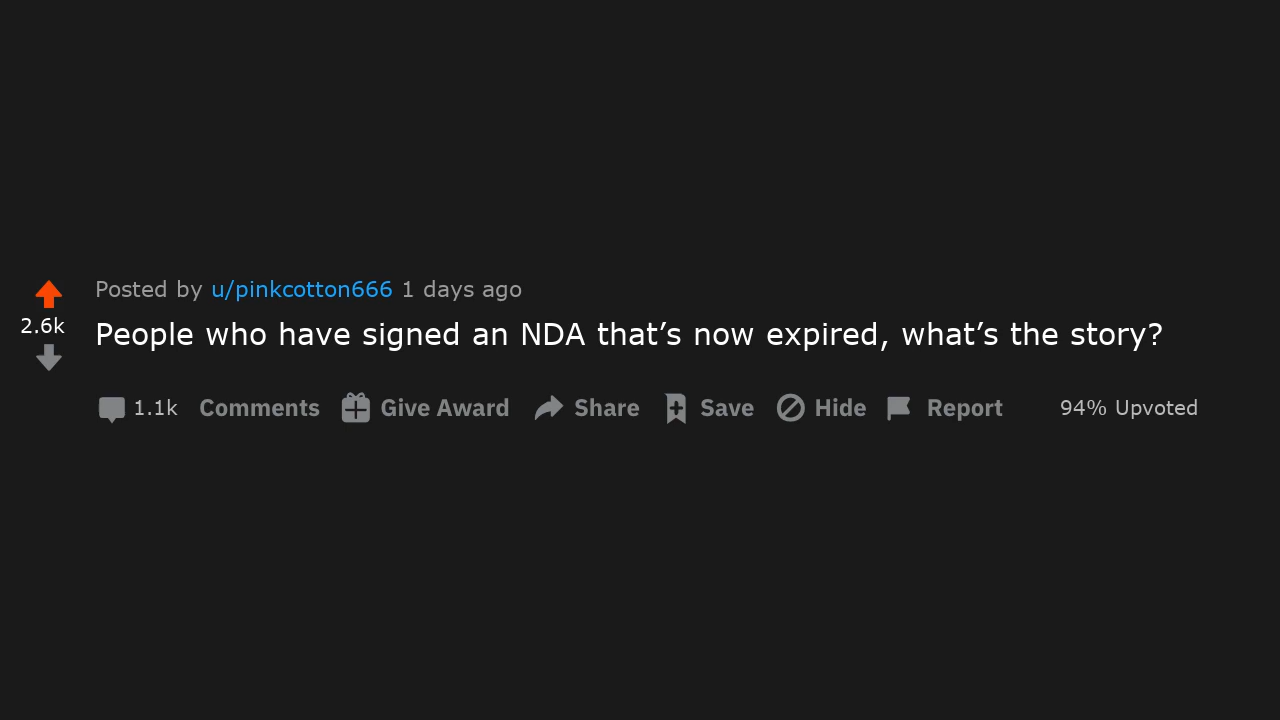 Posted by u/pinkcotton666 1 days ago
2.6k
People who have signed an NDA that’s now expired, what’s the story?
1.1k Comments Give Award Share Save Hide Report 94% Upvoted